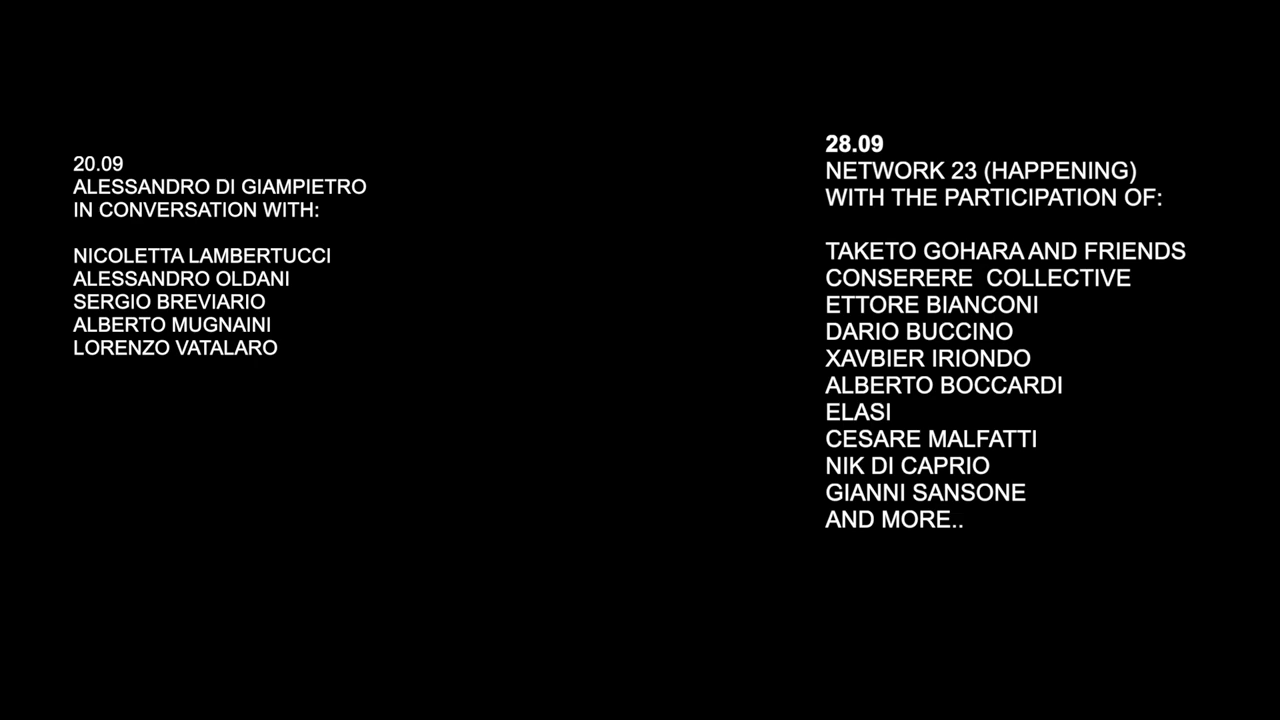 20.09
ALESSANDRO DI GIAMPIETRO
IN CONVERSATION WITH:
NICOLETTA LAMBERTUCCI
ALESSANDRO OLDANI
SERGIO BREVIARIO
ALBERTO MUGNAINI
LORENZO VATALARO
28.09
NETWORK 23 (HAPPENING)
WITH THE PARTICIPATION OF:
TAKETO GOHARA AND FRIENDS
CONSERERE  COLLECTIVE
ETTORE BIANCONI
DARIO BUCCINO
XAVBIER IRIONDO
ALBERTO BOCCARDI
ELASI
CESARE MALFATTI
NIK DI CAPRIO
GIANNI SANSONE
AND MORE..